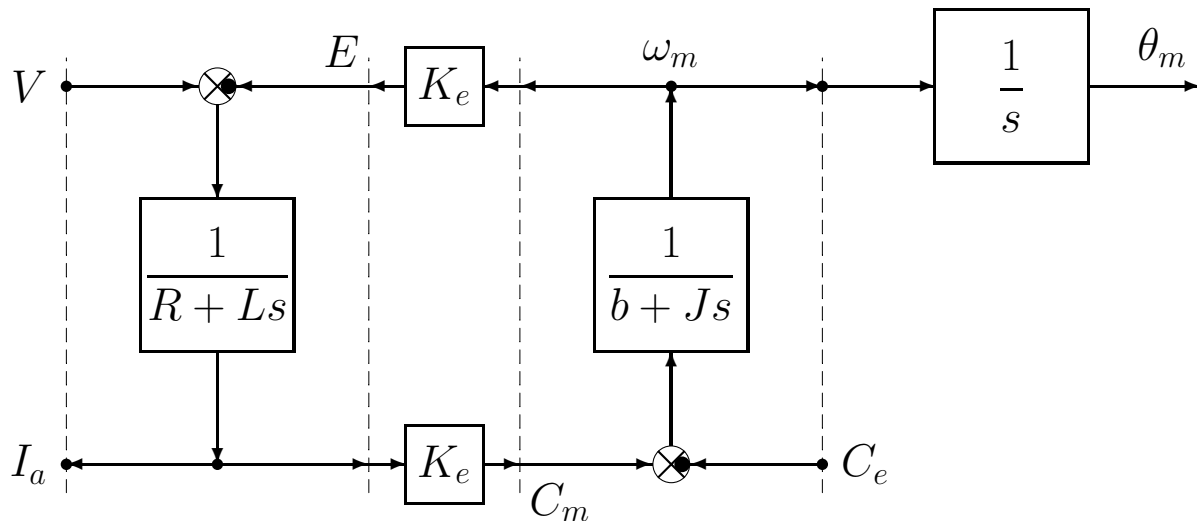 V
E
K_e
ω_m
1
s
θ_m
1
R + Ls
1
b + Js
I_a
K_e
C_m
C_e